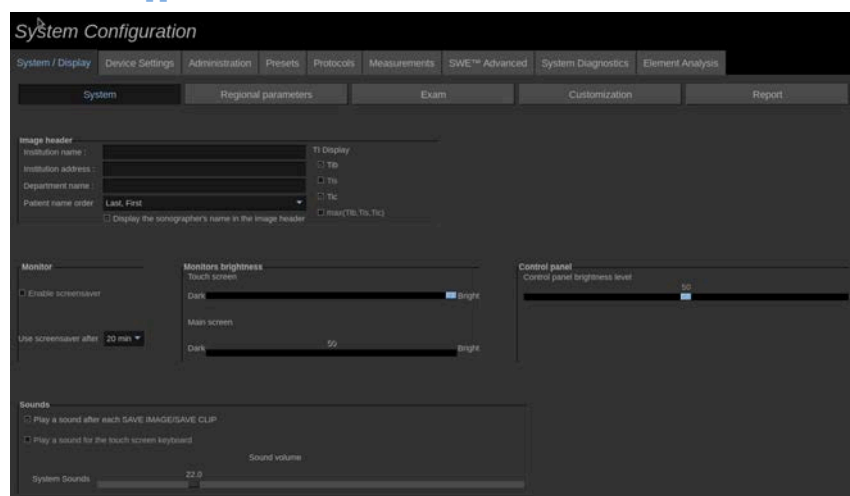 System Configuration
System / Display Device Settings Administration Presets Protocols Measurements SWE™ Advanced System Diagnostics Element Analysis
System Regional parameters Exam Customization Report
Image header
Institution name :
TI Display
Institution address :
Tib
Department name :
Tis
Patient name order Last, First
Tic
Display the sonographer's name in the image header
max(Tib,Tis,Tic)
Monitor
Monitors brightness
Control panel
Touch screen
Control panel brightness level
50
Enable screensaver
Dark Bright
Main screen
Use screensaver after 20 min
50
Dark Bright
Sounds
Play a sound after each SAVE IMAGE/SAVE CLIP
Play a sound for the touch screen keyboard
Sound volume
22.0
System Sounds